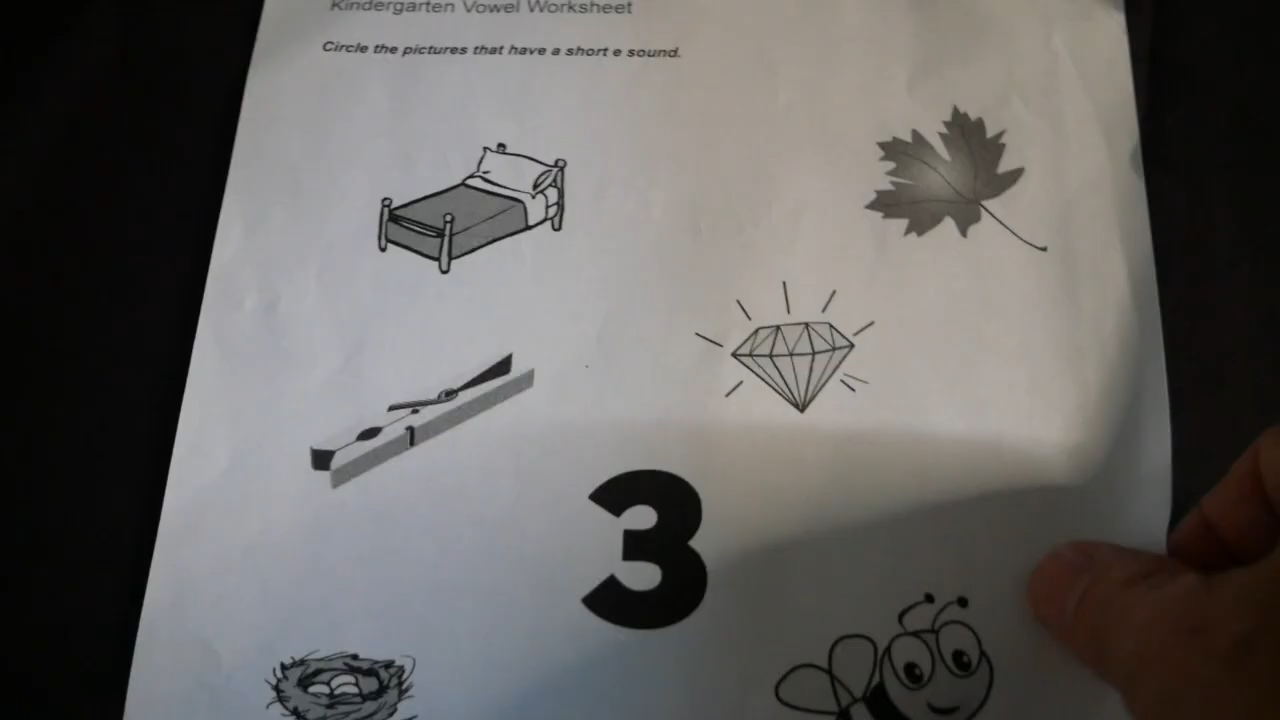 Kindergarten Vowel Worksheet
Circle the pictures that have a short e sound.
3